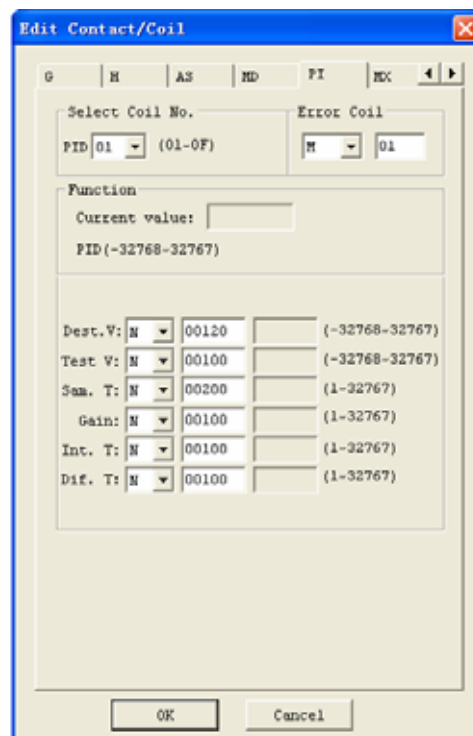 Edit Contact/Coil
G H AS MD PI MX
Select Coil No. Error Coil
PID 01 (01-0F) M 01
Function
Current value:
PID(-32768-32767)
Dest.V: N 00120 (-32768-32767)
Test V: N 00100 (-32768-32767)
Sam. T: N 00200 (1-32767)
Gain: N 00100 (1-32767)
Int. T: N 00100 (1-32767)
Dif. T: N 00100 (1-32767)
OK Cancel